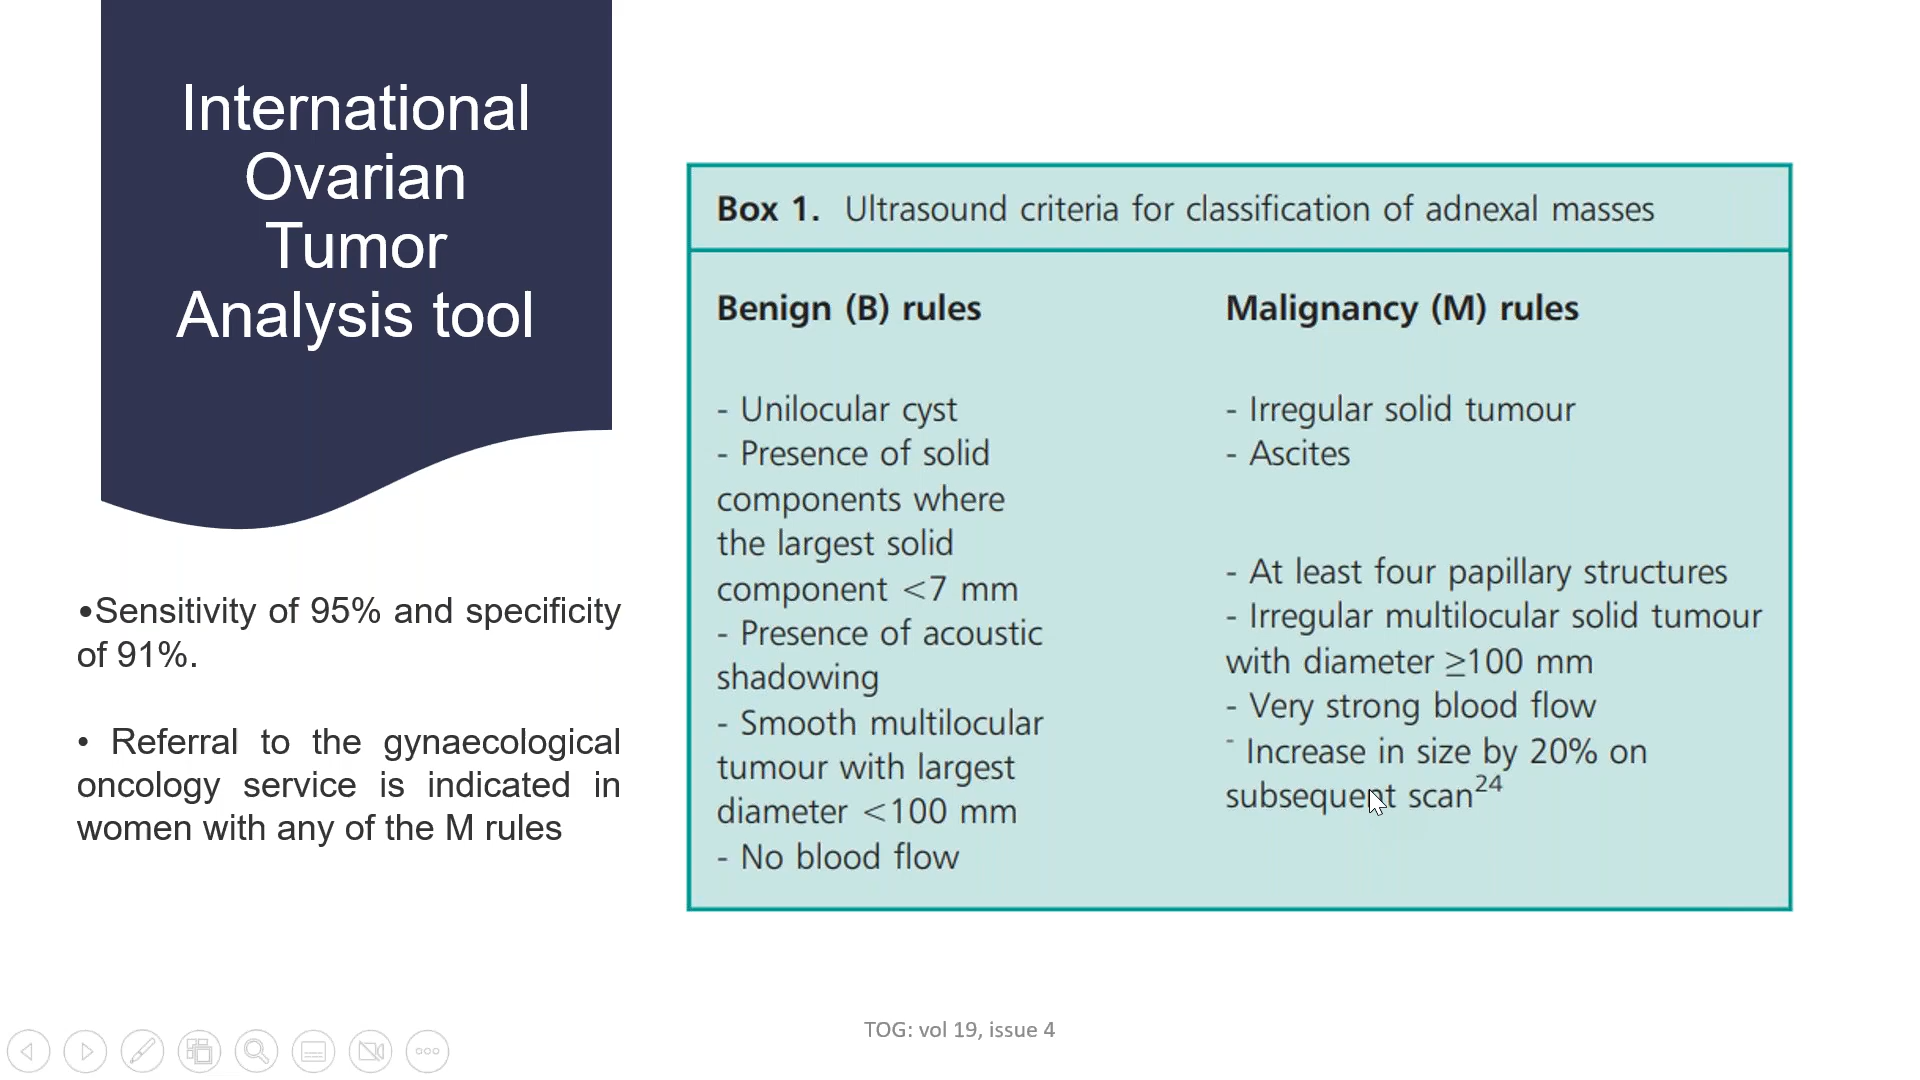 International
Ovarian
Tumor
Analysis tool
•Sensitivity of 95% and specificity
of 91%.
• Referral to the gynaecological
oncology service is indicated in
women with any of the M rules
Box 1. Ultrasound criteria for classification of adnexal masses
Benign (B) rules
- Unilocular cyst
- Presence of solid
components where
the largest solid
component <7 mm
- Presence of acoustic
shadowing
- Smooth multilocular
tumour with largest
diameter <100 mm
- No blood flow
Malignancy (M) rules
- Irregular solid tumour
- Ascites
- At least four papillary structures
- Irregular multilocular solid tumour
with diameter ≥100 mm
- Very strong blood flow
- Increase in size by 20% on
subsequent scan24
TOG: vol 19, issue 4